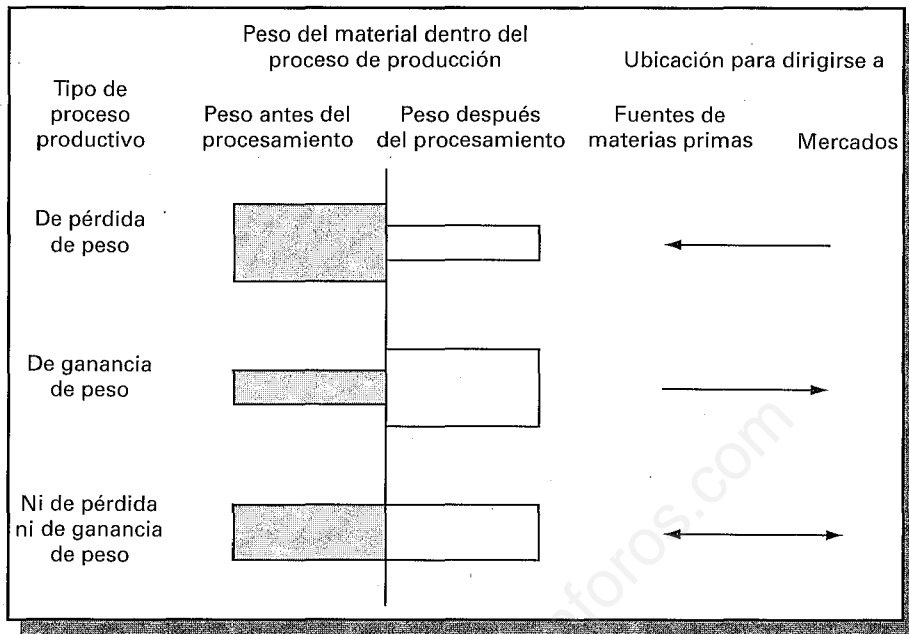 Peso del material dentro del
proceso de producción
Ubicación para dirigirse a
Tipo de
proceso
productivo
Peso antes del
procesamiento
Peso después
del procesamiento
Fuentes de
materias primas
Mercados
De pérdida
de peso
De ganancia
de peso
Ni de pérdida
ni de ganancia
de peso